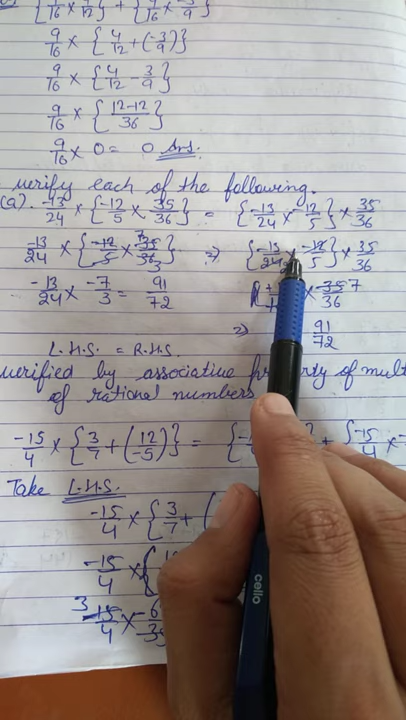 9/16 × {4/12 + (-3/9)}
9/16 × {4/12 - 3/9}
9/16 × {12-12/36}
9/16 × 0 = 0 Ans.
verify each of the following.
(a). -13/24 × {-12/5 × 35/36} = {-13/24 × -12/5} × 35/36
-13/24 × {-12/5 × 35/36} ⇒ {-13/24 × -12/5} × 35/36
-13/24 × -7/3 = 91/72
⇒ 91/72
L.H.S. = R.H.S.
verified by associative property of mult
of rational numbers
-15/4 × {3/7 + (12/-5)} =
Take L.H.S.
-15/4 × {3/7 +
-15/4 ×
cello